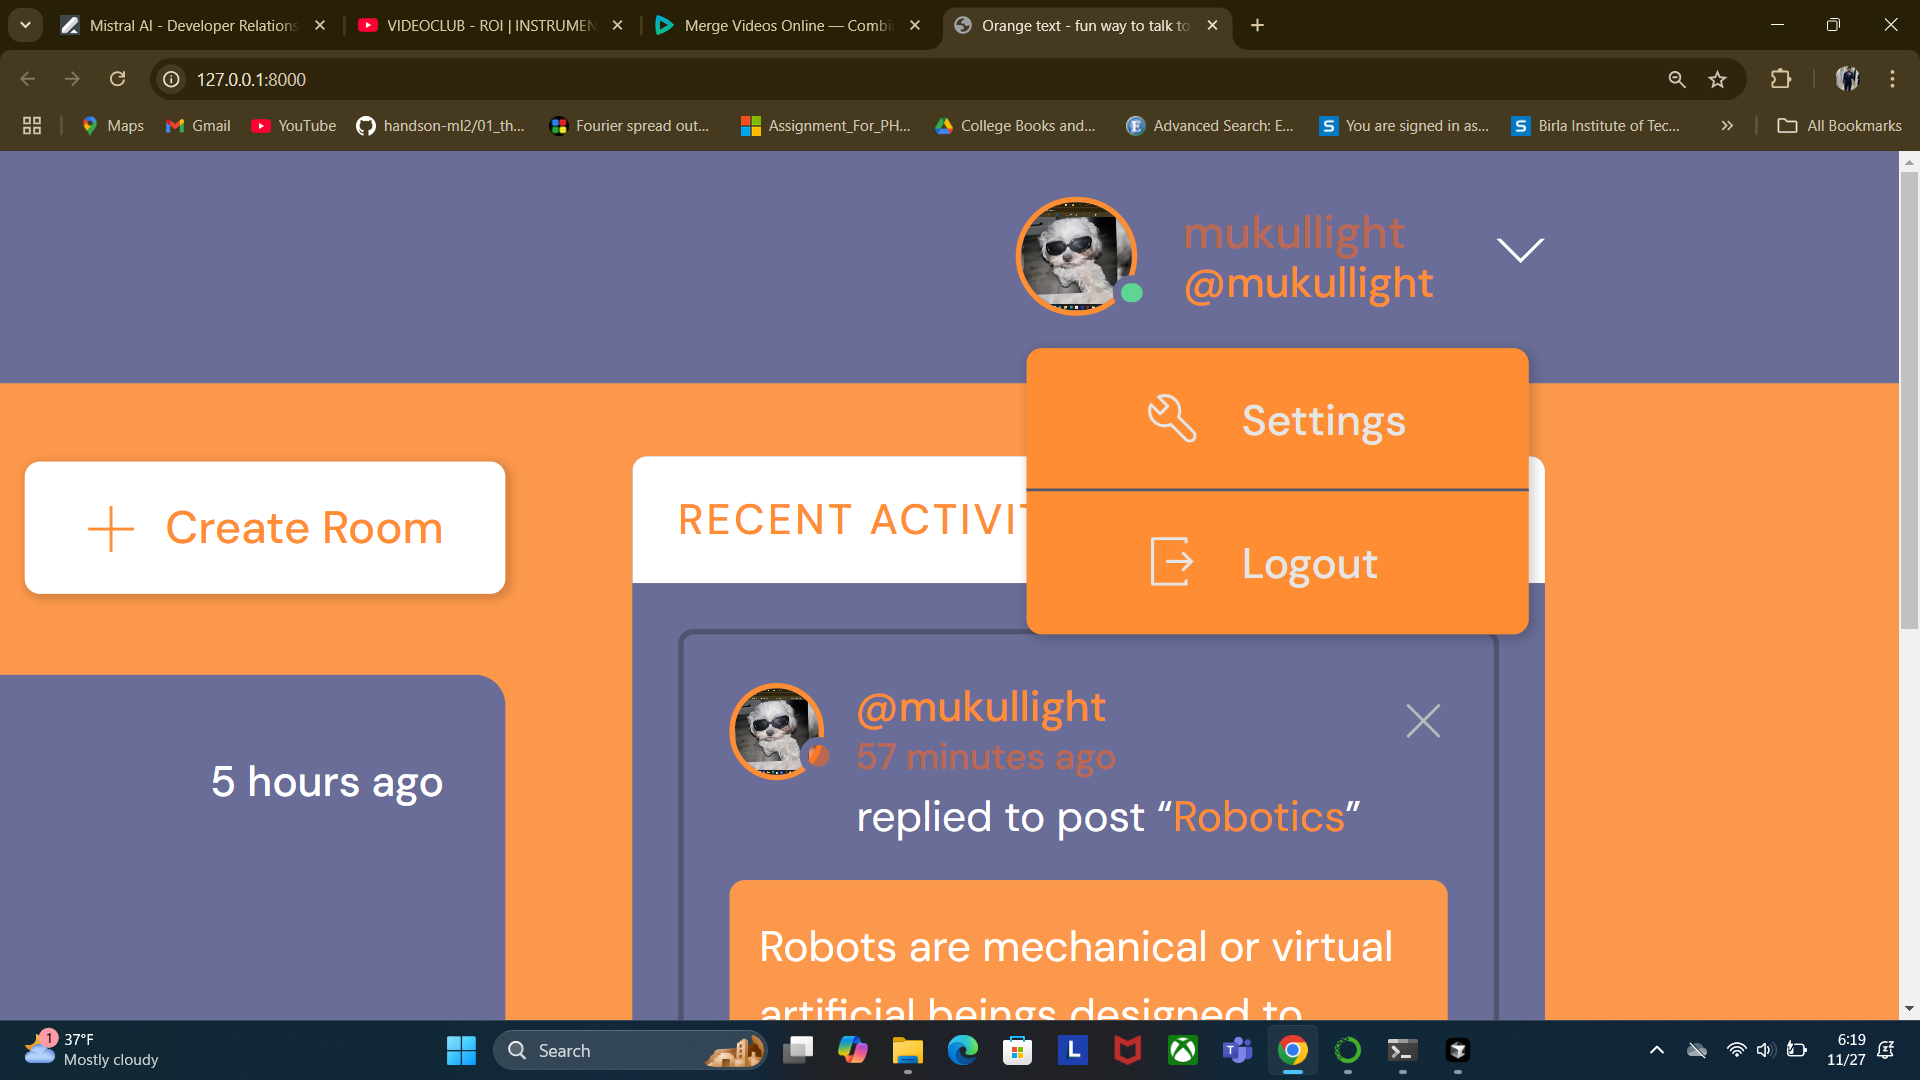 Mistral AI - Developer Relations
VIDEOCLUB - ROI | INSTRUMEN
Merge Videos Online — Combi
Orange text - fun way to talk to
127.0.0.1:8000
Maps
Gmail
YouTube
handson-ml2/01_th...
Fourier spread out...
Assignment_For_PH...
College Books and...
Advanced Search: E...
You are signed in as...
Birla Institute of Tec...
All Bookmarks
mukullight
@mukullight
Settings
Logout
Create Room
RECENT ACTIVIT
5 hours ago
@mukullight
57 minutes ago
replied to post “Robotics”
Robots are mechanical or virtual
artificial beings designed to
1
37°F
Mostly cloudy
Search
6:19
11/27